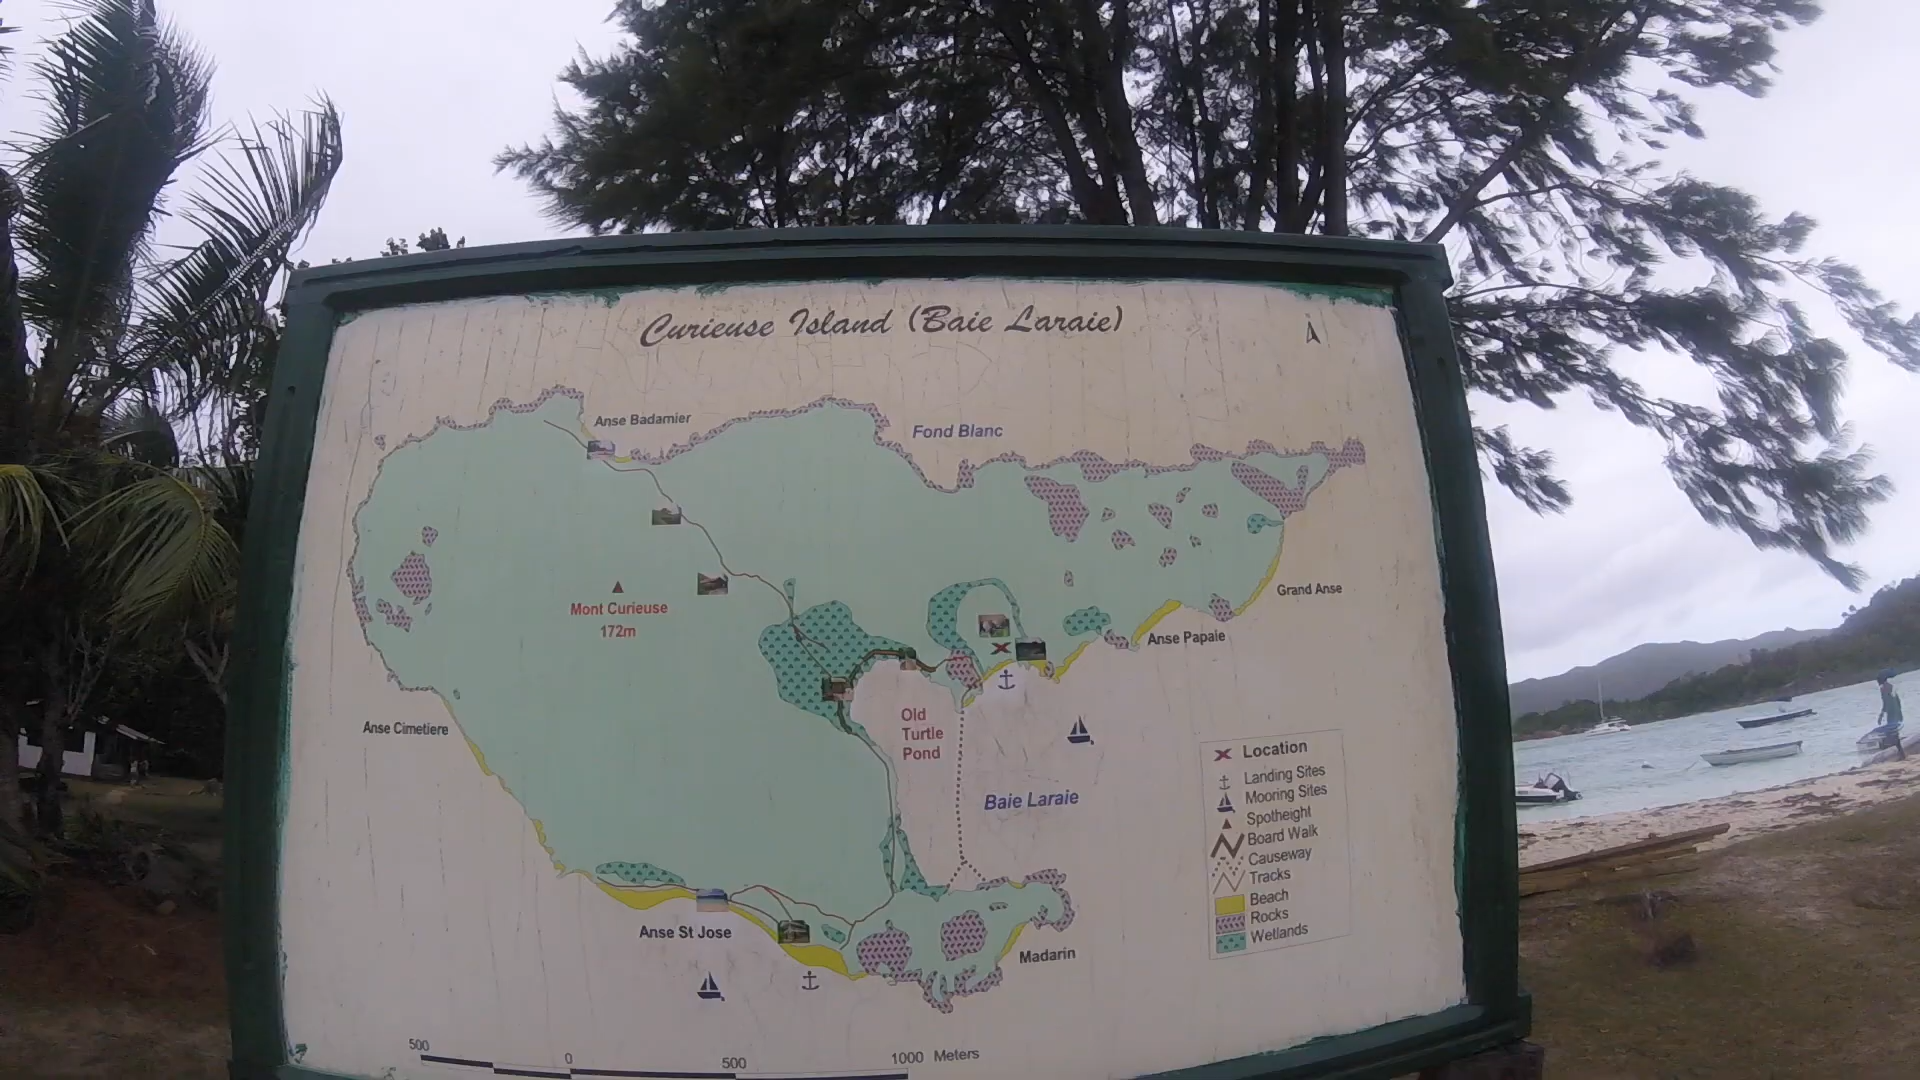 Curieuse Island (Baie Laraie)
Anse Badamier
Fond Blanc
Mont Curieuse
172m
Grand Anse
Anse Papaie
Anse Cimetiere
Old
Turtle
Pond
Baie Laraie
Anse St Jose
Madarin
Location
Landing Sites
Mooring Sites
Spotheight
Board Walk
Causeway
Tracks
Beach
Rocks
Wetlands
500 0 500 1000 Meters